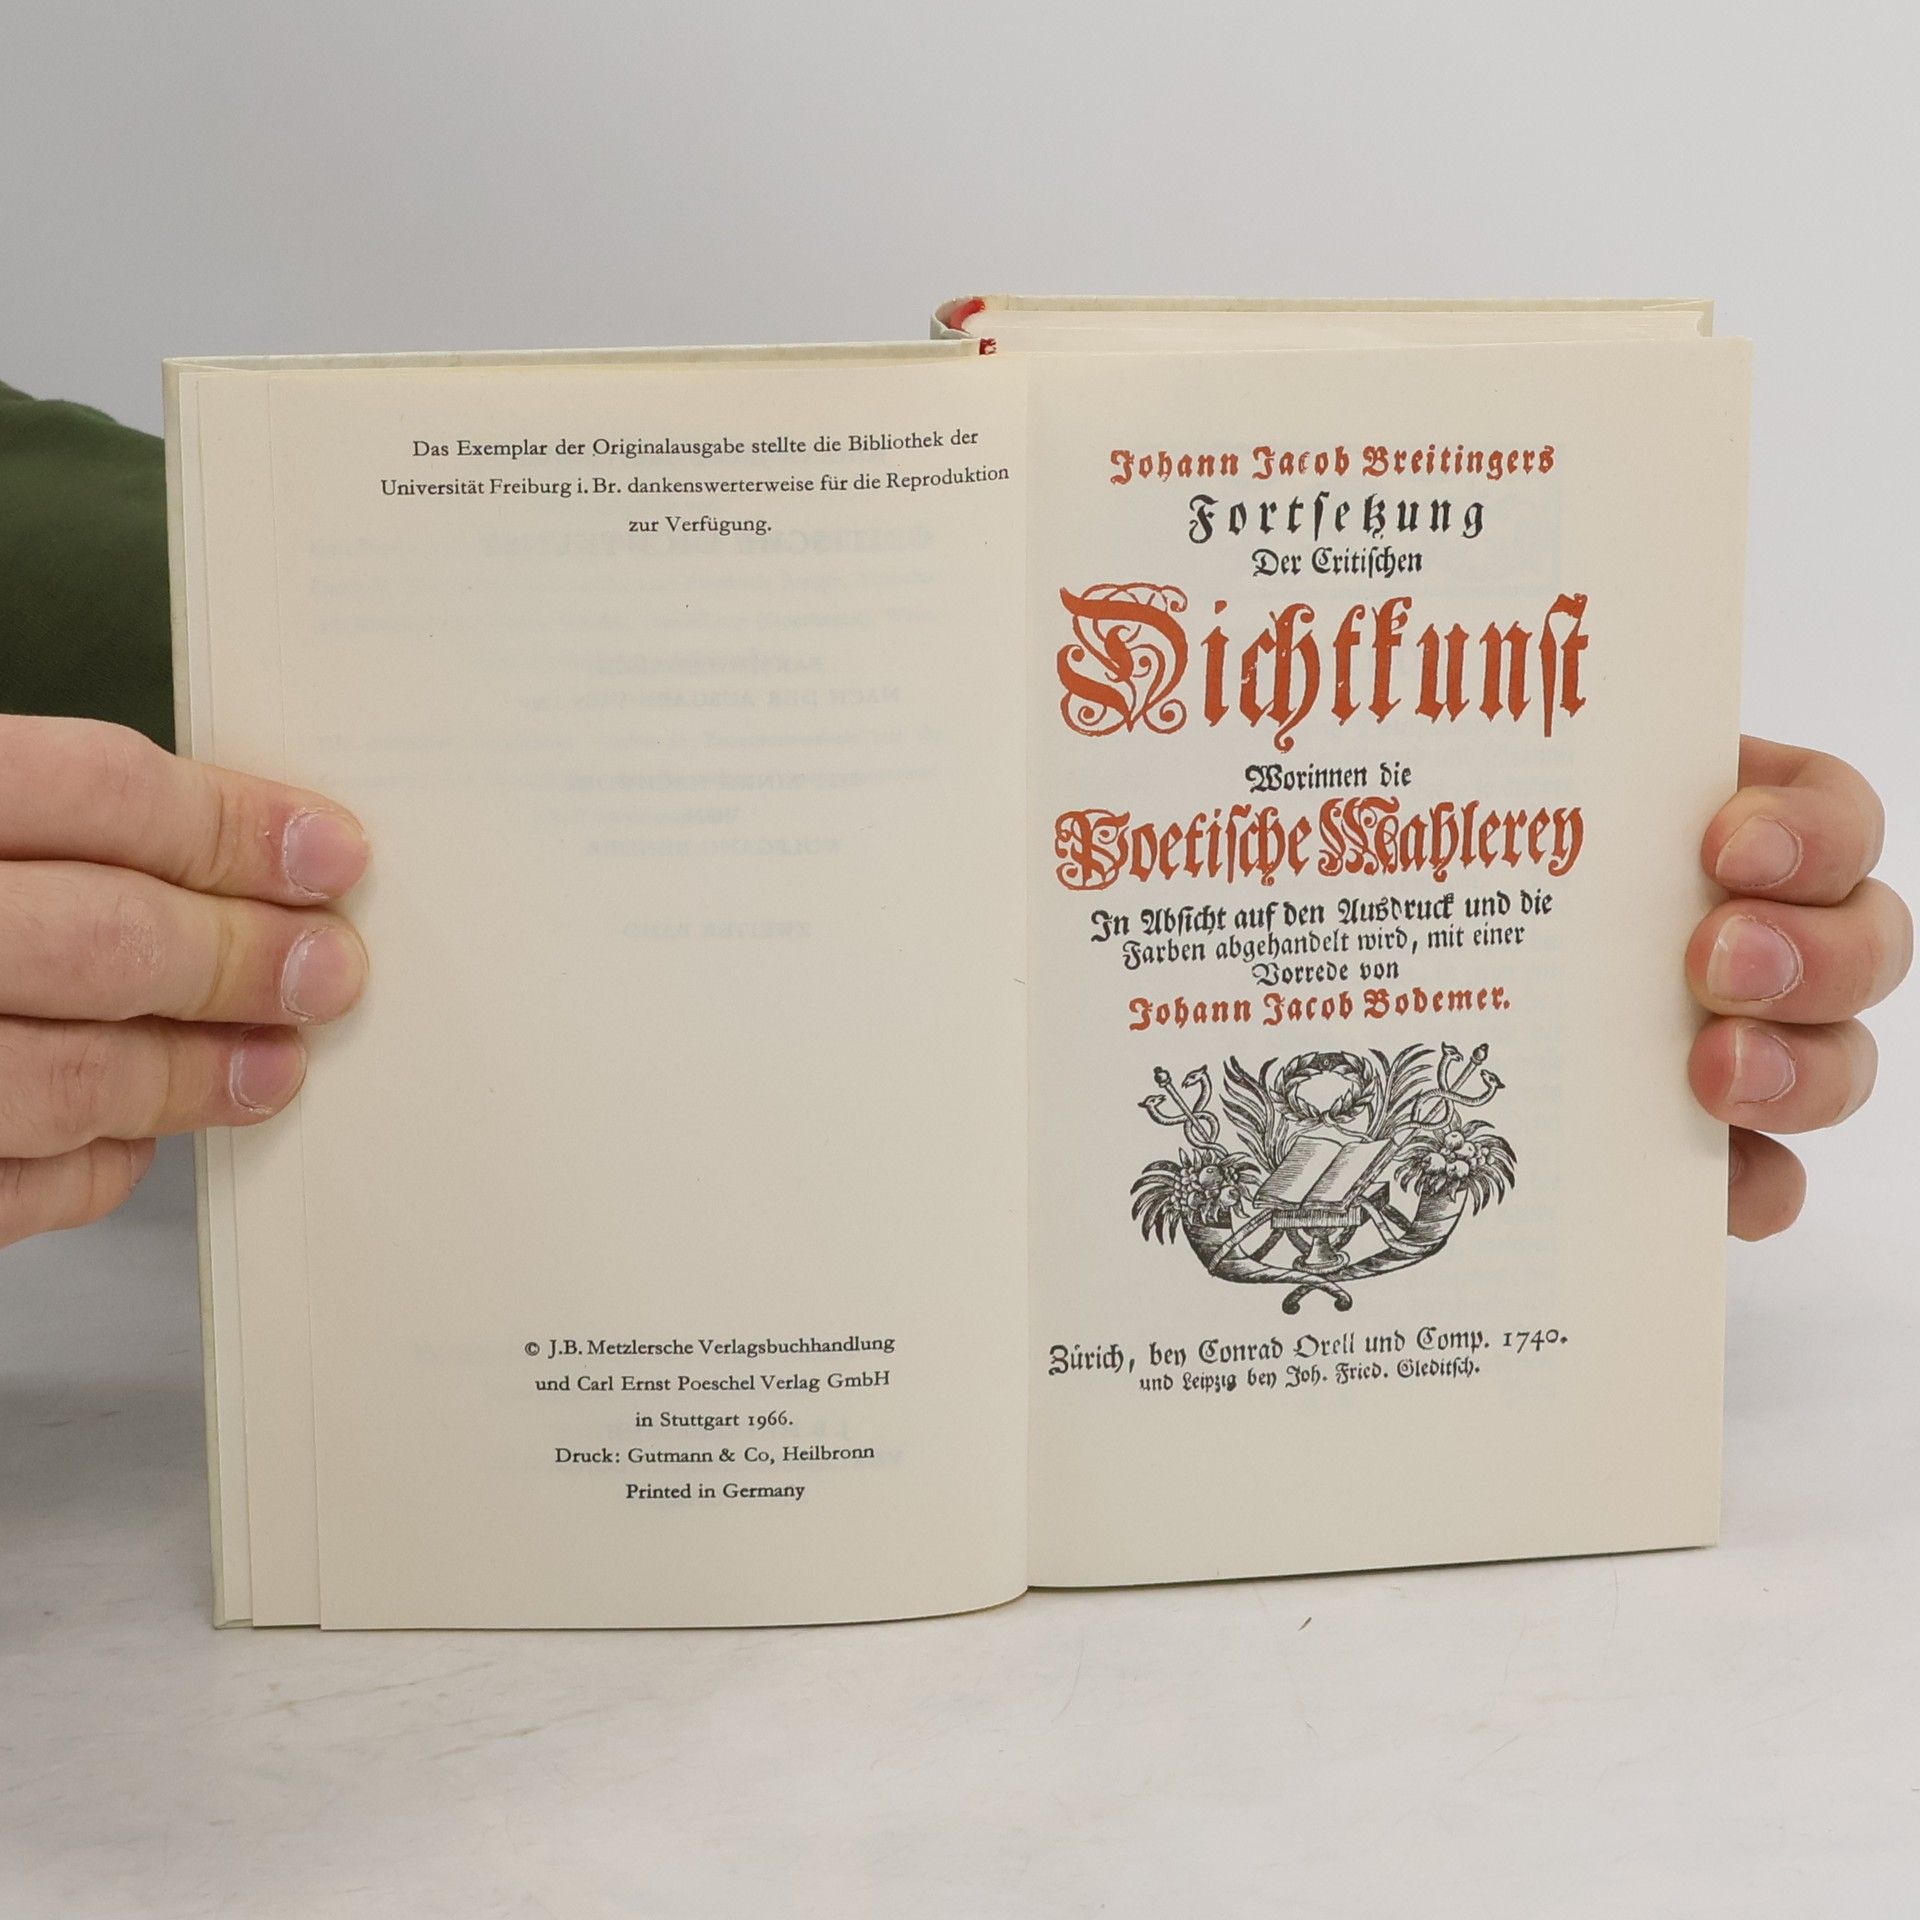 Das Exemplar der Originalausgabe stellte die Bibliothek der
Universität Freiburg i. Br. dankenswerterweise für die Reproduktion
zur Verfügung.
© J.B. Metzlersche Verlagsbuchhandlung
und Carl Ernst Poeschel Verlag GmbH
in Stuttgart 1966.
Druck: Gutmann & Co, Heilbronn
Printed in Germany
Johann Jacob Breitingers
Fortſetzung
Der Critiſchen
Dichtkunſt
Worinnen die
Poetiſche Mahlerey
In Abſicht auf den Ausdruck und die
Farben abgehandelt wird, mit einer
Vorrede von
Johann Jacob Bodemer.
Zürich, bey Conrad Orell und Comp. 1740.
und Leipzig bey Joh. Fried. Gleditſch.